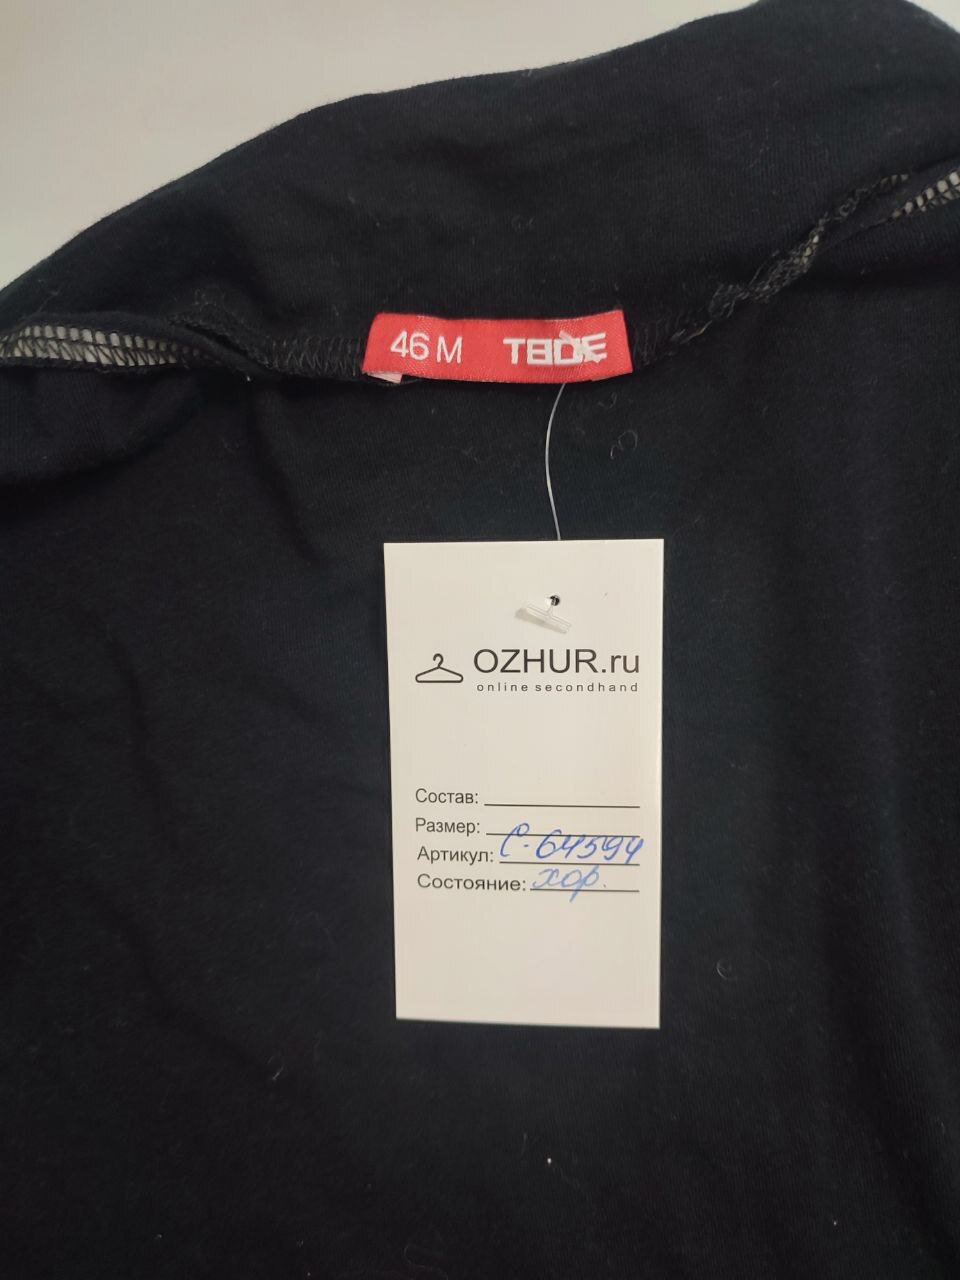 46 M ТВОЕ
OZHUR.ru
online secondhand
Состав:
Размер:
Артикул: С-64594
Состояние: хор.